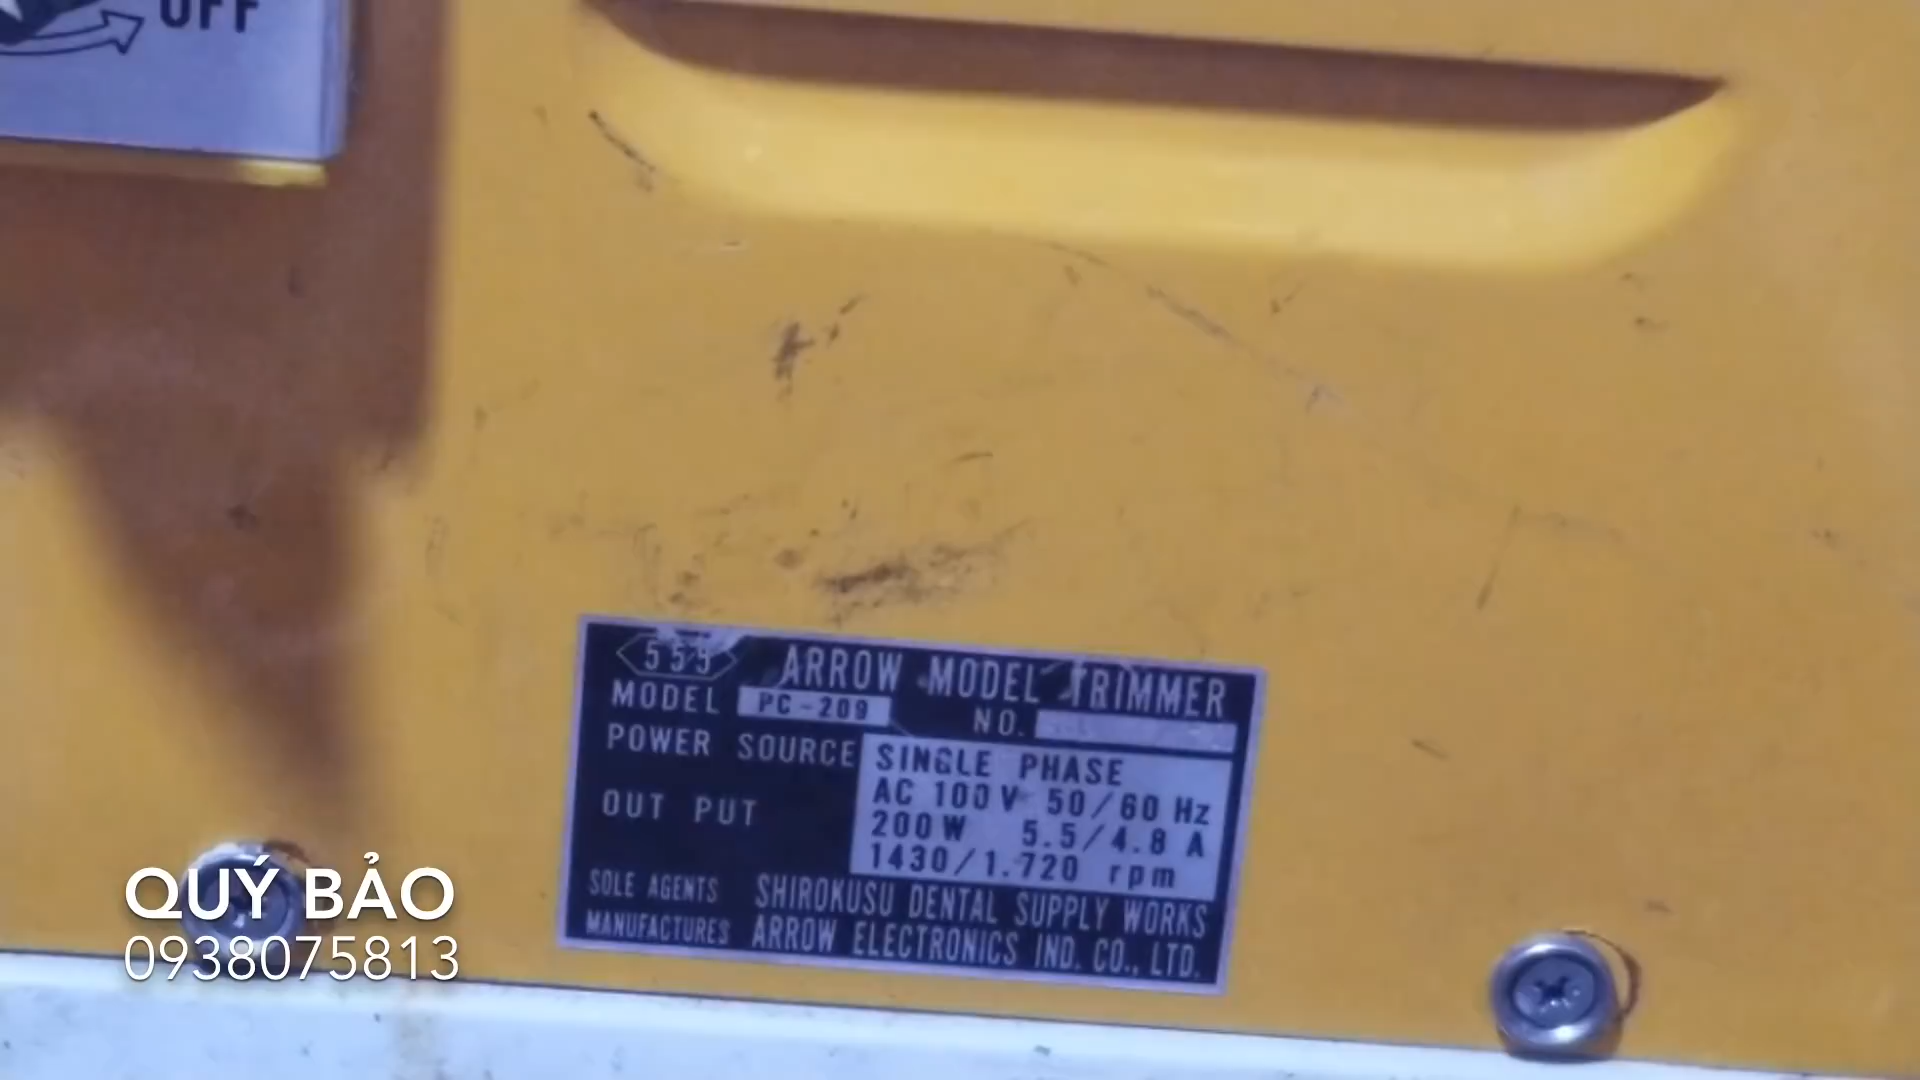 OFF
555 ARROW MODEL TRIMMER
MODEL PC-209 NO.
POWER SOURCE SINGLE PHASE
AC 100V 50/60 Hz
OUT PUT 200W 5.5/4.8 A
1430/1.720 rpm
SOLE AGENTS SHIROKUSU DENTAL SUPPLY WORKS
MANUFACTURES ARROW ELECTRONICS IND. CO., LTD.
QUÝ BẢO
0938075813